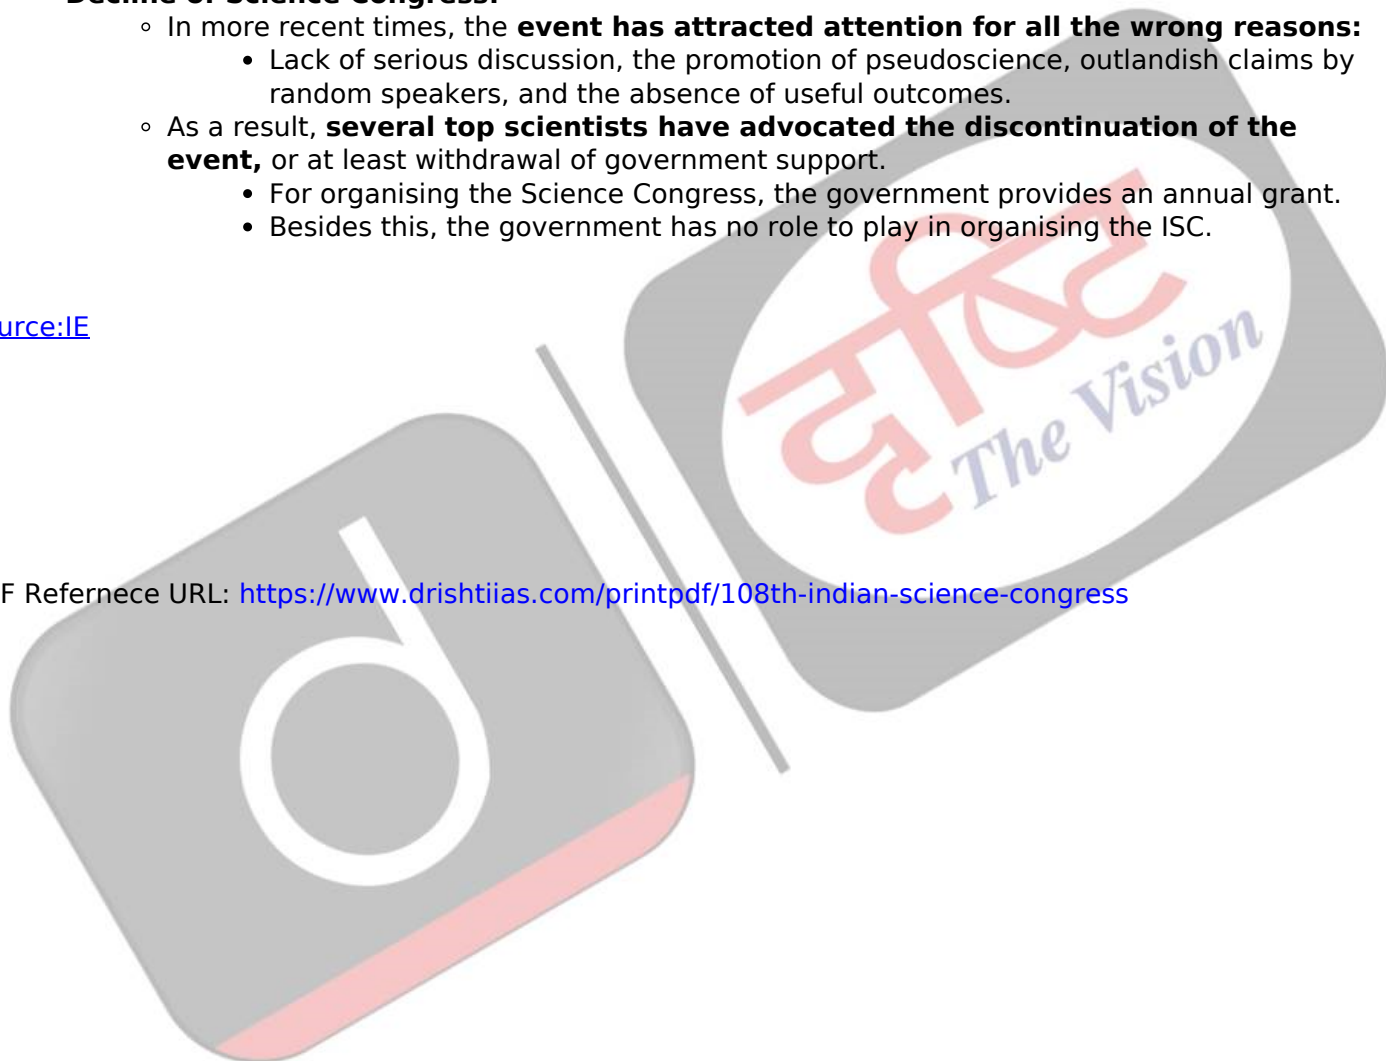 Decline of Science Congress:
In more recent times, the event has attracted attention for all the wrong reasons:
Lack of serious discussion, the promotion of pseudoscience, outlandish claims by
random speakers, and the absence of useful outcomes.
As a result, several top scientists have advocated the discontinuation of the
event, or at least withdrawal of government support.
For organising the Science Congress, the government provides an annual grant.
Besides this, the government has no role to play in organising the ISC.
urce:IE
दृष्टि
The Vision
d
F Refernece URL: https://www.drishtiias.com/printpdf/108th-indian-science-congress